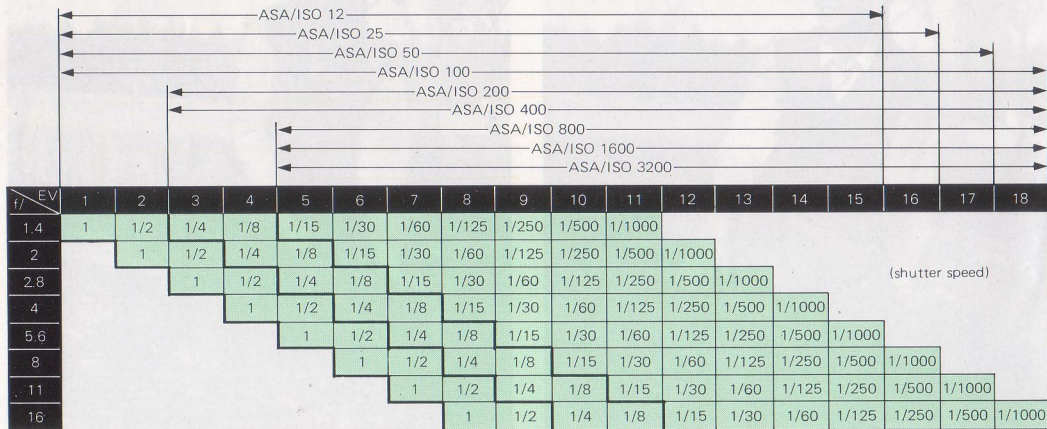 ASA/ISO 12
ASA/ISO 25
ASA/ISO 50
ASA/ISO 100
ASA/ISO 200
ASA/ISO 400
ASA/ISO 800
ASA/ISO 1600
ASA/ISO 3200
f/ EV 1 2 3 4 5 6 7 8 9 10 11 12 13 14 15 16 17 18
1.4 1 1/2 1/4 1/8 1/15 1/30 1/60 1/125 1/250 1/500 1/1000
2 1 1/2 1/4 1/8 1/15 1/30 1/60 1/125 1/250 1/500 1/1000
2.8 1 1/2 1/4 1/8 1/15 1/30 1/60 1/125 1/250 1/500 1/1000 (shutter speed)
4 1 1/2 1/4 1/8 1/15 1/30 1/60 1/125 1/250 1/500 1/1000
5.6 1 1/2 1/4 1/8 1/15 1/30 1/60 1/125 1/250 1/500 1/1000
8 1 1/2 1/4 1/8 1/15 1/30 1/60 1/125 1/250 1/500 1/1000
11 1 1/2 1/4 1/8 1/15 1/30 1/60 1/125 1/250 1/500 1/1000
16 1 1/2 1/4 1/8 1/15 1/30 1/60 1/125 1/250 1/500 1/1000